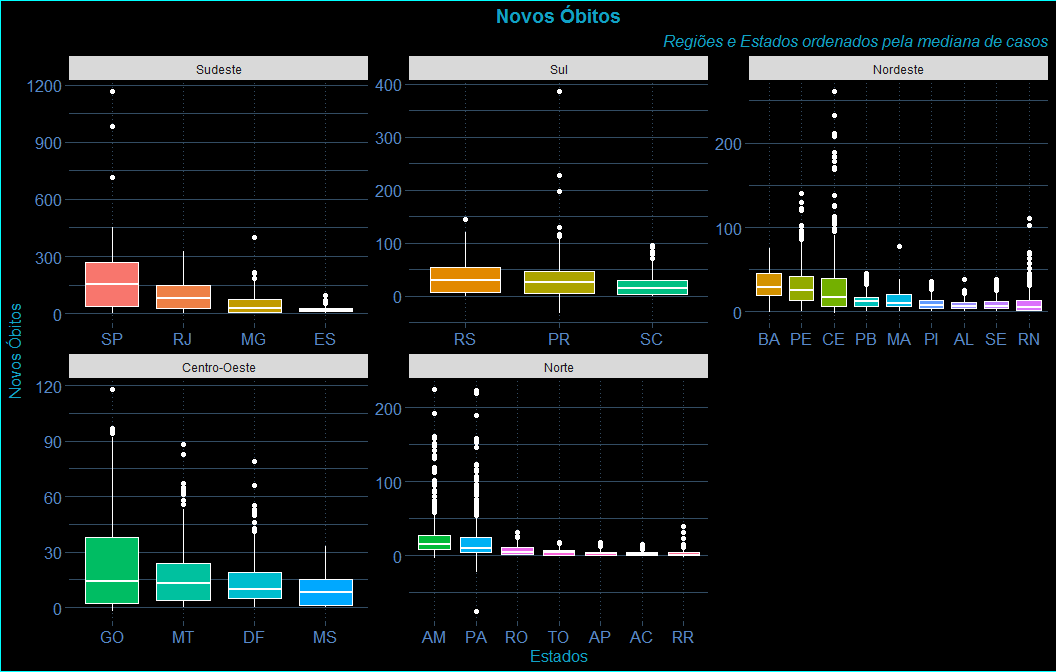 Novos Óbitos
Regiões e Estados ordenados pela mediana de casos
Sudeste
Sul
Nordeste
1200
900
600
300
0
400
300
200
100
0
200
100
0
SP RJ MG ES
RS PR SC
BA PE CE PB MA PI AL SE RN
Novos Óbitos
Centro-Oeste
Norte
120
90
60
30
0
200
100
0
GO MT DF MS
AM PA RO TO AP AC RR
Estados